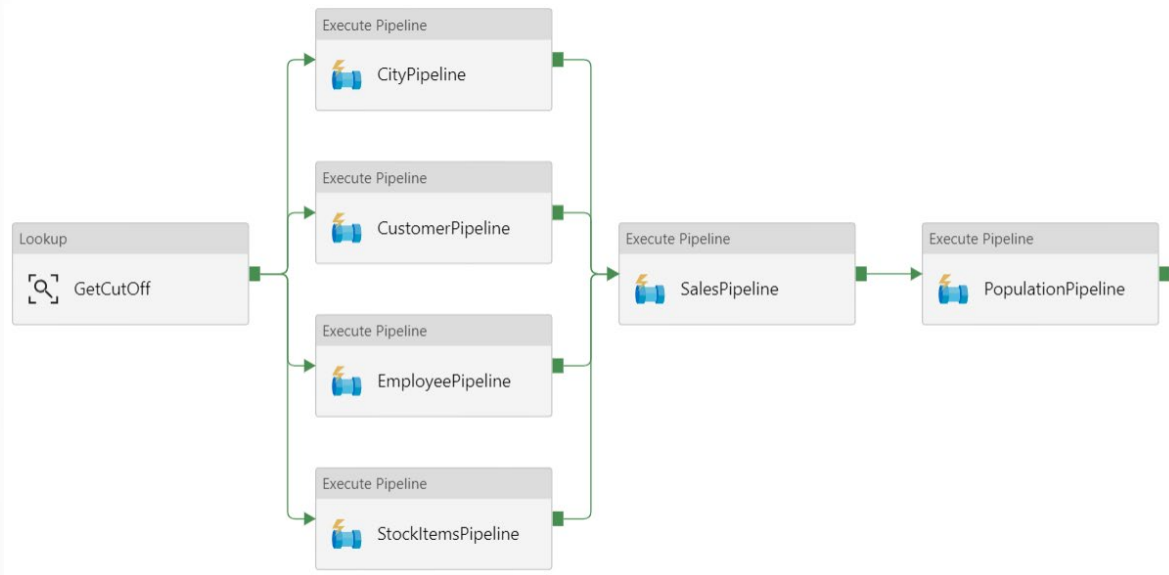 Execute Pipeline
CityPipeline
Execute Pipeline
CustomerPipeline
Lookup
GetCutOff
Execute Pipeline
SalesPipeline
Execute Pipeline
PopulationPipeline
Execute Pipeline
EmployeePipeline
Execute Pipeline
StockItemsPipeline